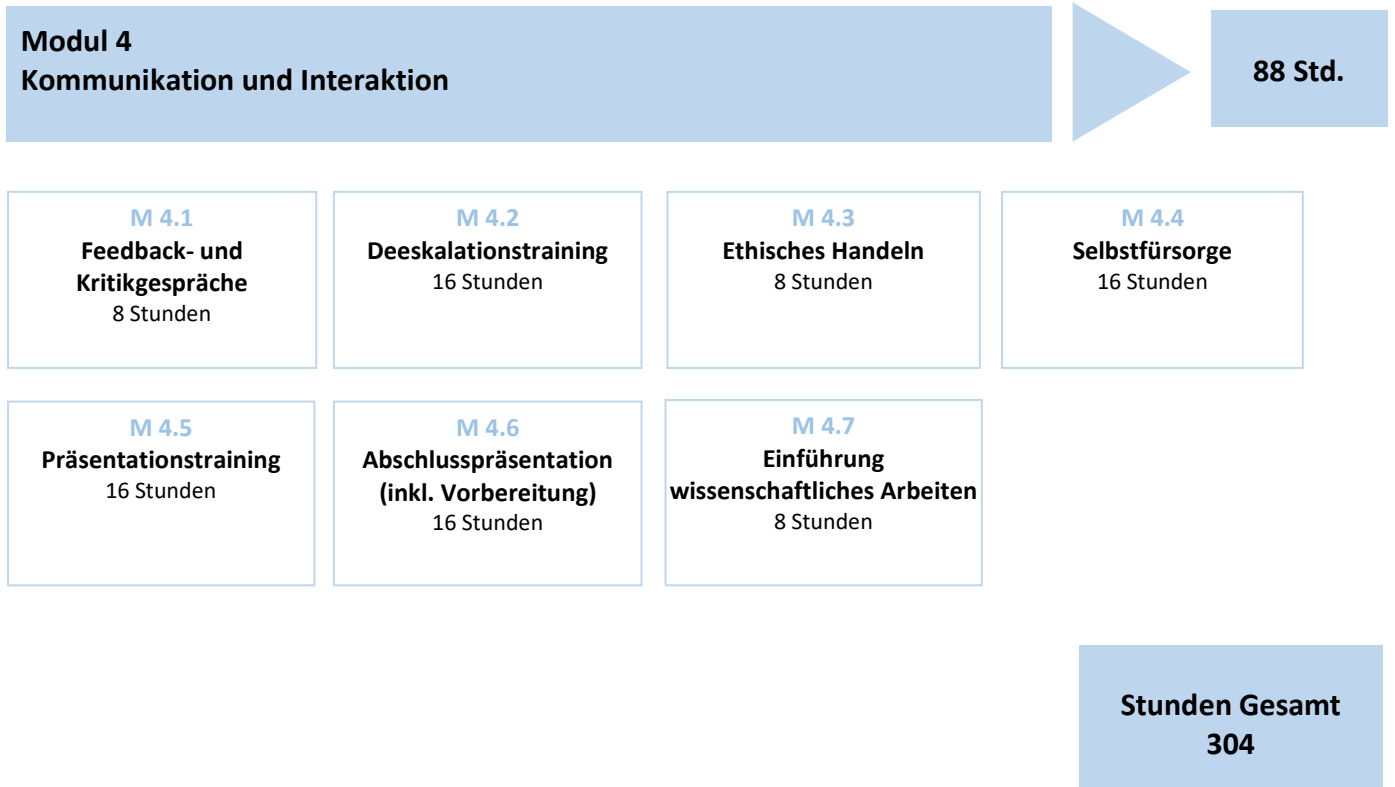 Modul 4
Kommunikation und Interaktion
88 Std.
M 4.1
Feedback- und
Kritikgespräche
8 Stunden
M 4.2
Deeskalationstraining
16 Stunden
M 4.3
Ethisches Handeln
8 Stunden
M 4.4
Selbstfürsorge
16 Stunden
M 4.5
Präsentationstraining
16 Stunden
M 4.6
Abschlusspräsentation
(inkl. Vorbereitung)
16 Stunden
M 4.7
Einführung
wissenschaftliches Arbeiten
8 Stunden
Stunden Gesamt
304